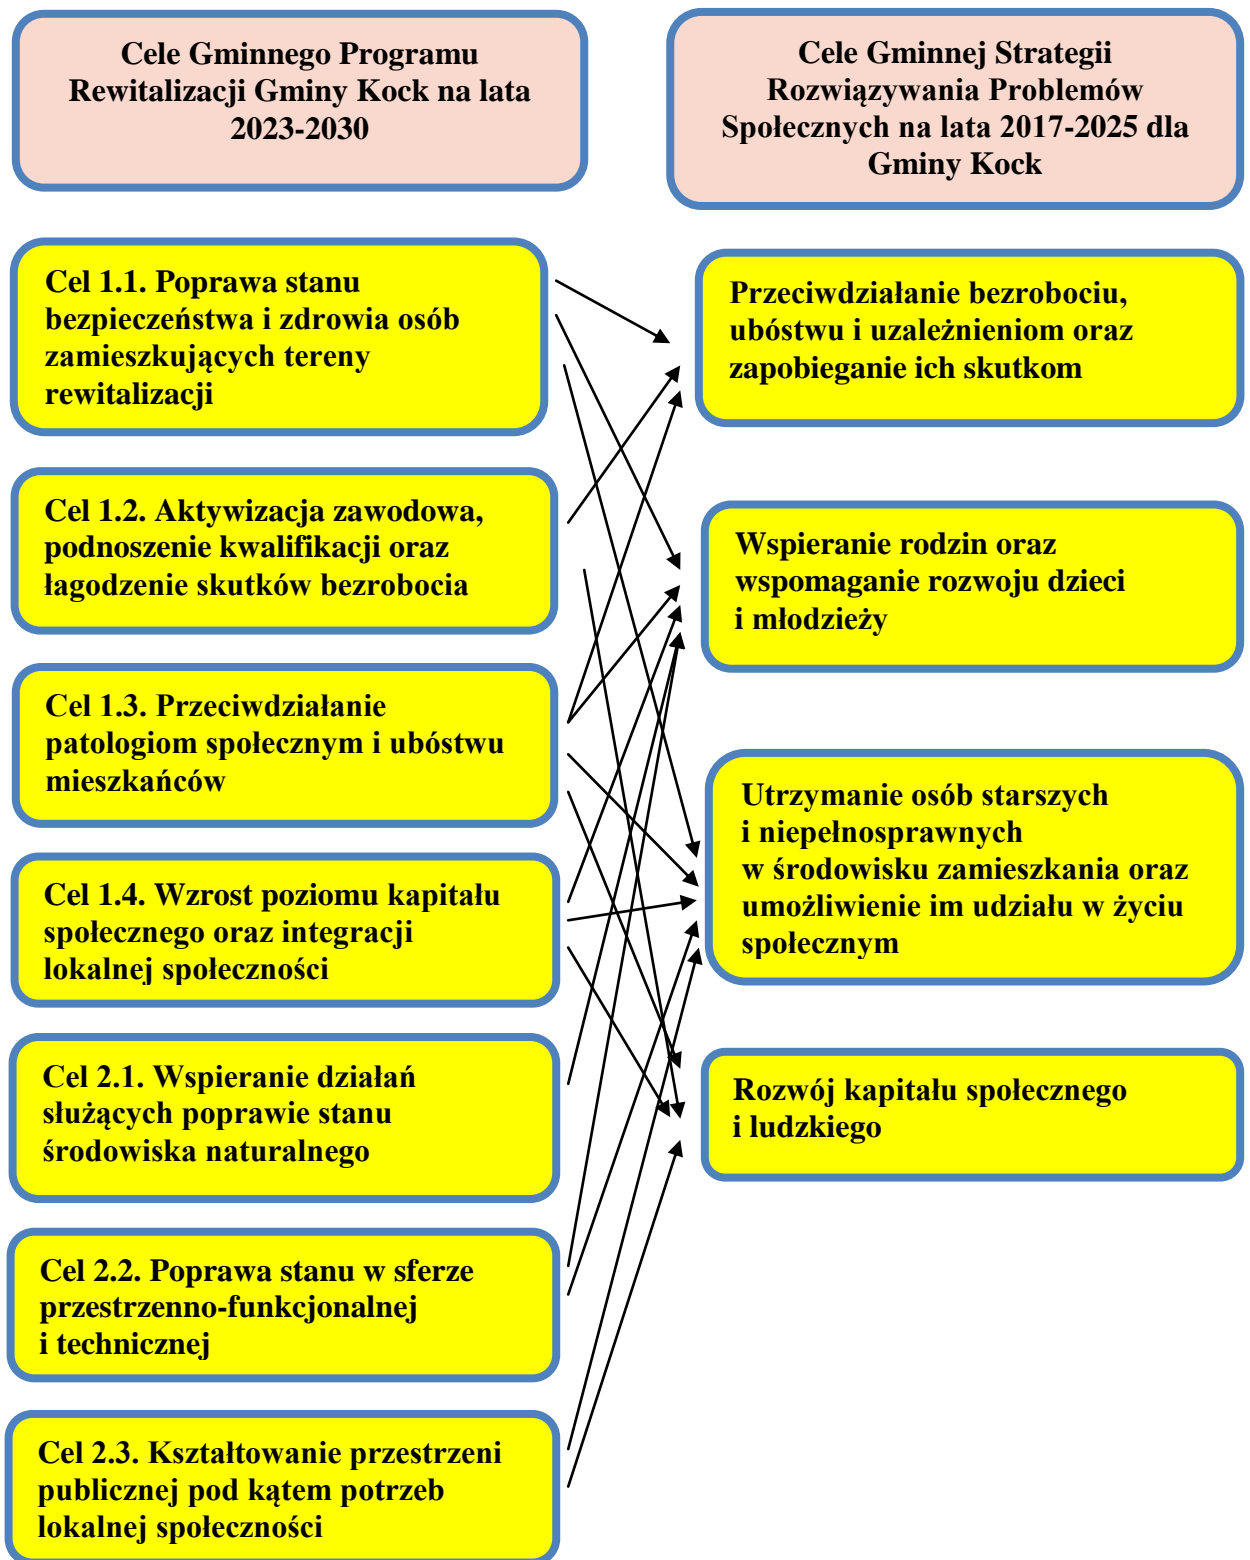 Cele Gminnego Programu
Rewitalizacji Gminy Kock na lata
2023-2030
Cele Gminnej Strategii
Rozwiązywania Problemów
Społecznych na lata 2017-2025 dla
Gminy Kock
Cel 1.1. Poprawa stanu
bezpieczeństwa i zdrowia osób
zamieszkujących tereny
rewitalizacji
Cel 1.2. Aktywizacja zawodowa,
podnoszenie kwalifikacji oraz
łagodzenie skutków bezrobocia
Cel 1.3. Przeciwdziałanie
patologiom społecznym i ubóstwu
mieszkańców
Cel 1.4. Wzrost poziomu kapitału
społecznego oraz integracji
lokalnej społeczności
Cel 2.1. Wspieranie działań
służących poprawie stanu
środowiska naturalnego
Cel 2.2. Poprawa stanu w sferze
przestrzenno-funkcjonalnej
i technicznej
Cel 2.3. Kształtowanie przestrzeni
publicznej pod kątem potrzeb
lokalnej społeczności
Przeciwdziałanie bezrobociu,
ubóstwu i uzależnieniom oraz
zapobieganie ich skutkom
Wspieranie rodzin oraz
wspomaganie rozwoju dzieci
i młodzieży
Utrzymanie osób starszych
i niepełnosprawnych
w środowisku zamieszkania oraz
umożliwienie im udziału w życiu
społecznym
Rozwój kapitału społecznego
i ludzkiego